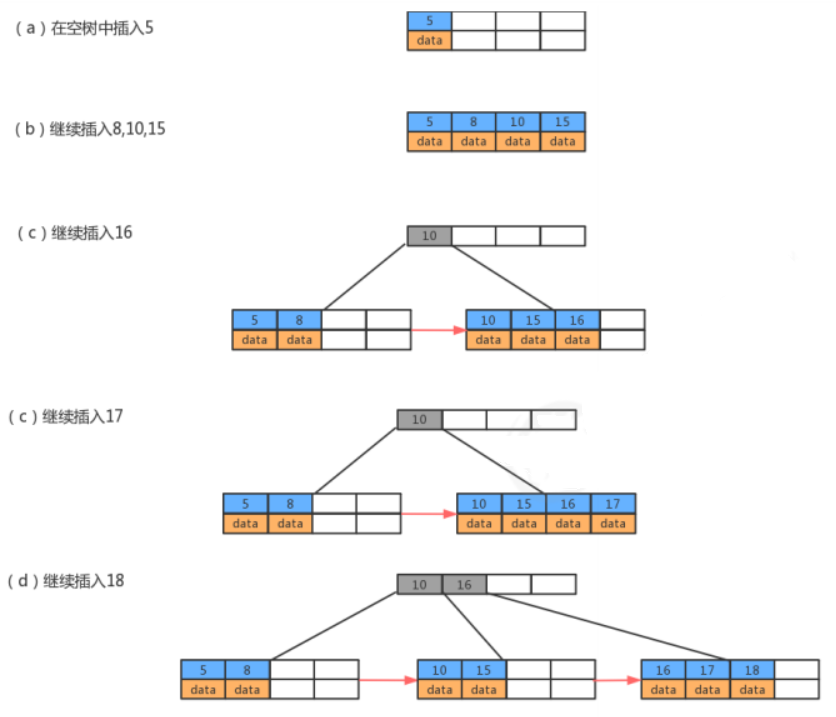 （a）在空树中插入5
5
data
（b）继续插入8,10,15
5 8 10 15
data data data data
（c）继续插入16
10
5 8 10 15 16
data data data data data
（c）继续插入17
10
5 8 10 15 16 17
data data data data data data
（d）继续插入18
10 16
5 8 10 15 16 17 18
data data data data data data data